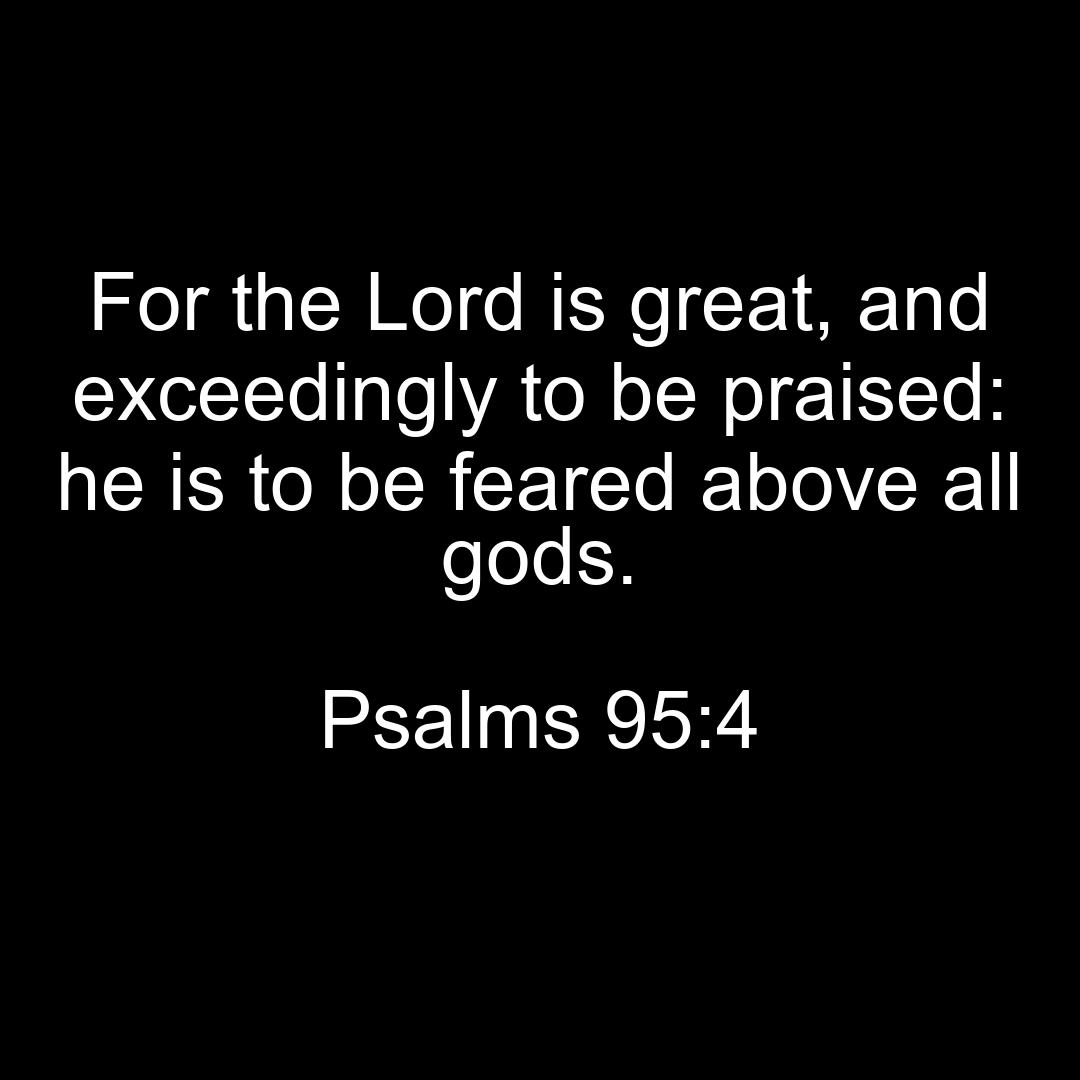 For the Lord is great, and
exceedingly to be praised:
he is to be feared above all
gods.
Psalms 95:4